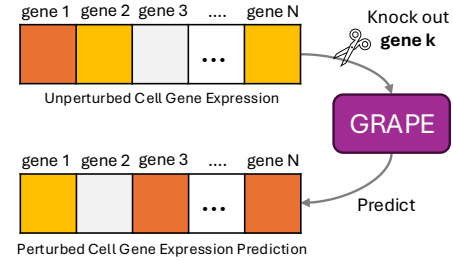 gene 1 gene 2 gene 3 .... gene N
...
Unperturbed Cell Gene Expression
Knock out
gene k
GRAPE
Predict
gene 1 gene 2 gene 3 .... gene N
...
Perturbed Cell Gene Expression Prediction